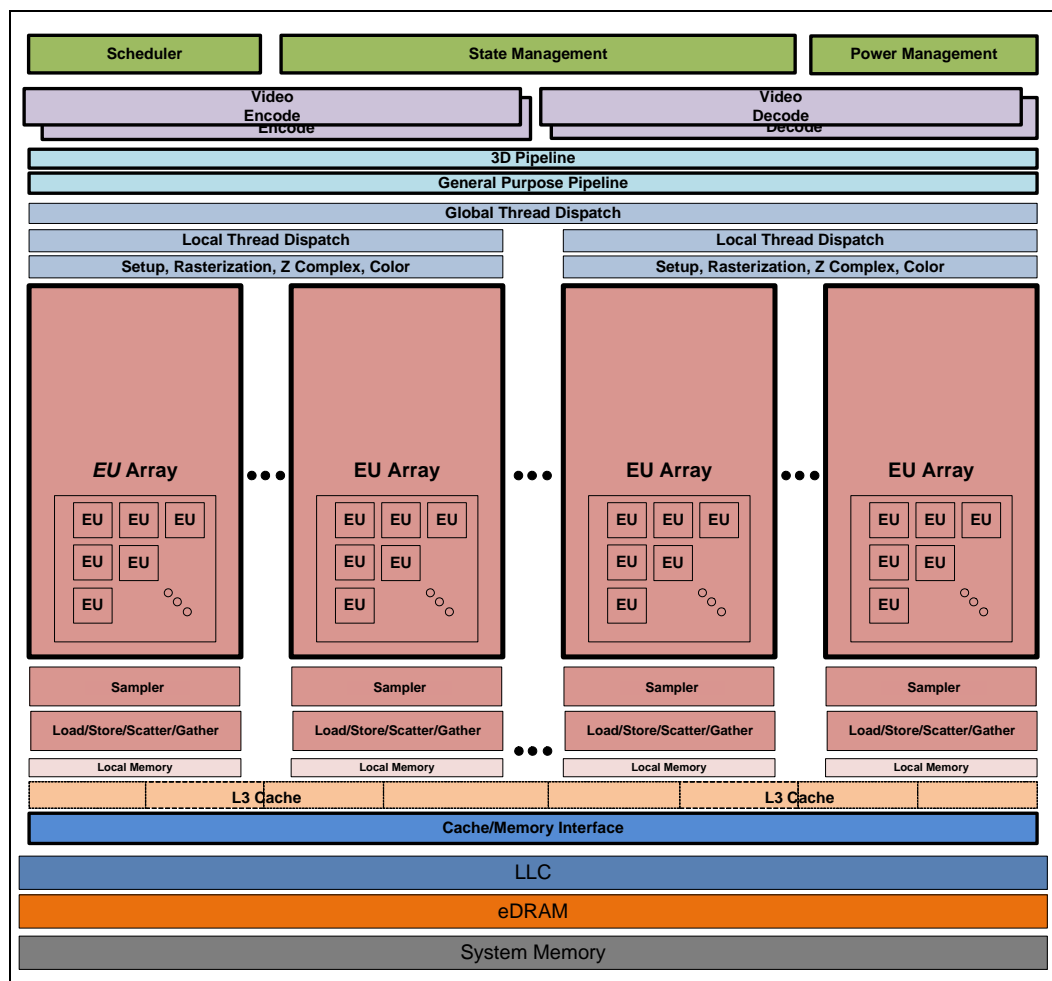 Scheduler
State Management
Power Management
Video
Encode
Encode
Video
Decode
Decode
3D Pipeline
General Purpose Pipeline
Global Thread Dispatch
Local Thread Dispatch
Local Thread Dispatch
Setup, Rasterization, Z Complex, Color
Setup, Rasterization, Z Complex, Color
EU Array
EU Array
EU Array
EU Array
EU EU EU
EU EU EU
EU EU EU
EU EU EU
EU EU
EU EU
EU EU
EU EU
EU
EU
EU
EU
Sampler
Sampler
Sampler
Sampler
Load/Store/Scatter/Gather
Load/Store/Scatter/Gather
Load/Store/Scatter/Gather
Load/Store/Scatter/Gather
Local Memory
Local Memory
Local Memory
Local Memory
L3 Cache
L3 Cache
Cache/Memory Interface
LLC
eDRAM
System Memory